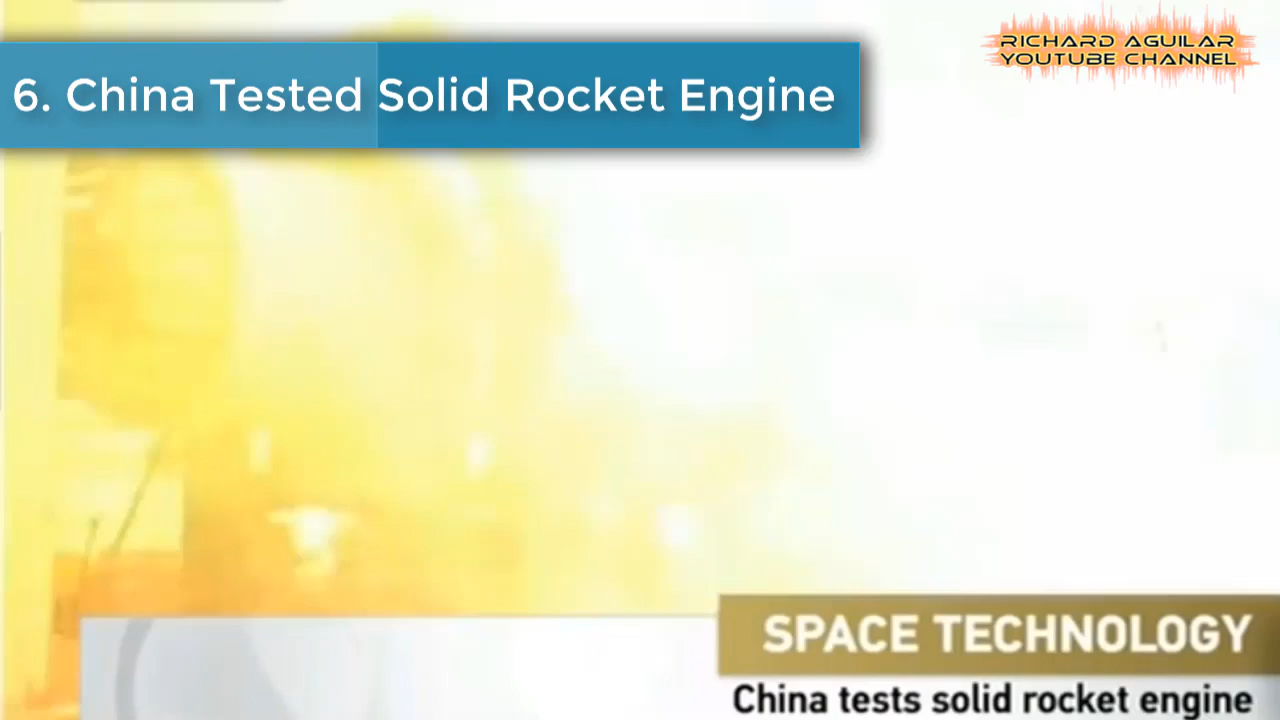 RICHARD AGUILAR
YOUTUBE CHANNEL
6. China Tested Solid Rocket Engine
SPACE TECHNOLOGY
China tests solid rocket engine